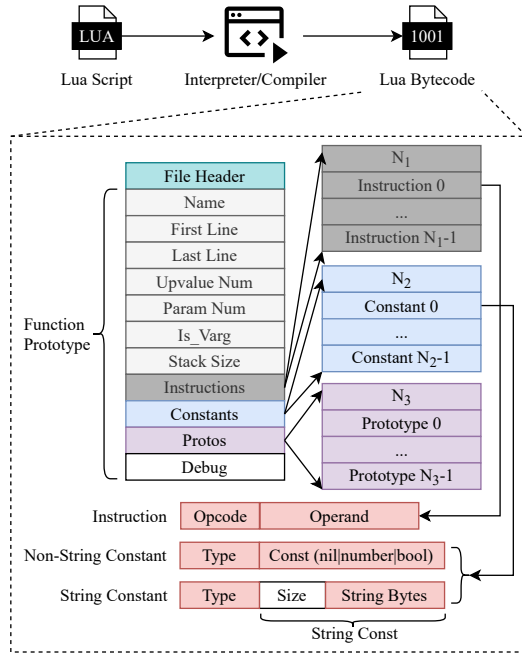 LUA
1001
Lua Script
Interpreter/Compiler
Lua Bytecode
File Header
Name
First Line
Last Line
Upvalue Num
Param Num
Is_Varg
Stack Size
Instructions
Constants
Protos
Debug
Function
Prototype
N₁
Instruction 0
...
Instruction N₁-1
N₂
Constant 0
...
Constant N₂-1
N₃
Prototype 0
...
Prototype N₃-1
Instruction
Opcode
Operand
Non-String Constant
Type
Const (nil|number|bool)
String Constant
Type
Size
String Bytes
String Const